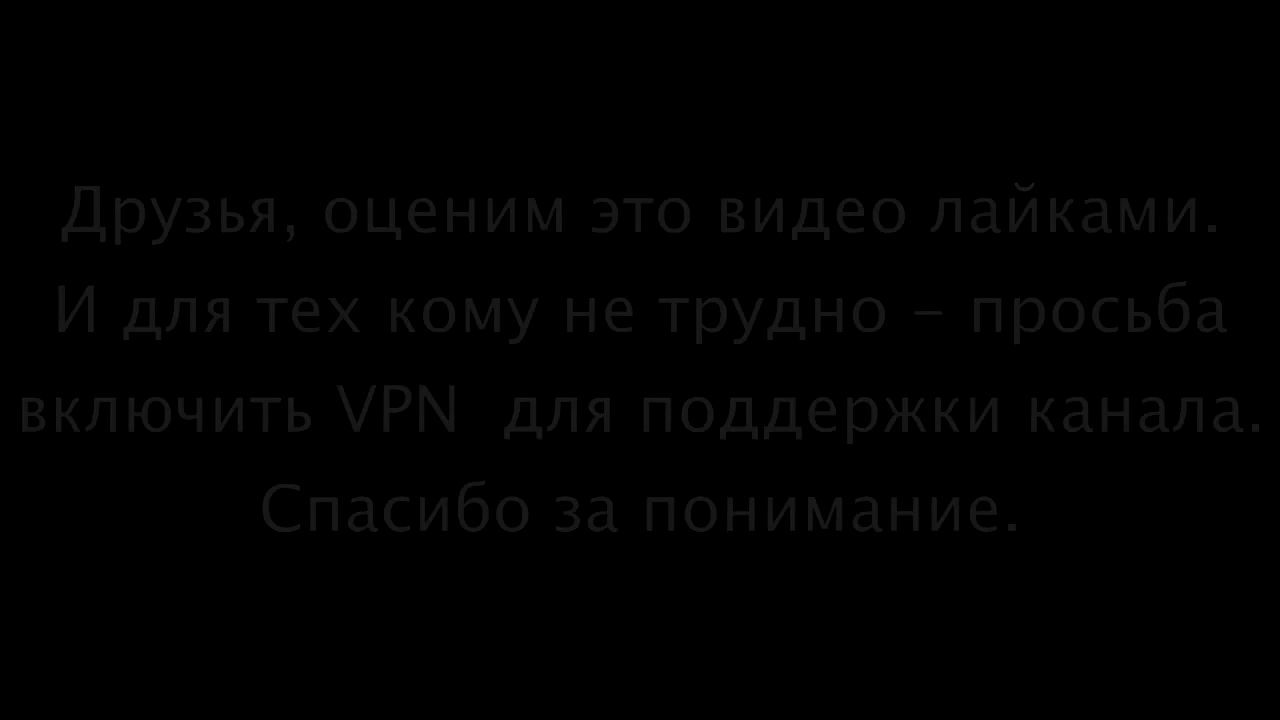 Друзья, оценим это видео лайками.
И для тех кому не трудно – просьба
включить VPN для поддержки канала.
Спасибо за понимание.